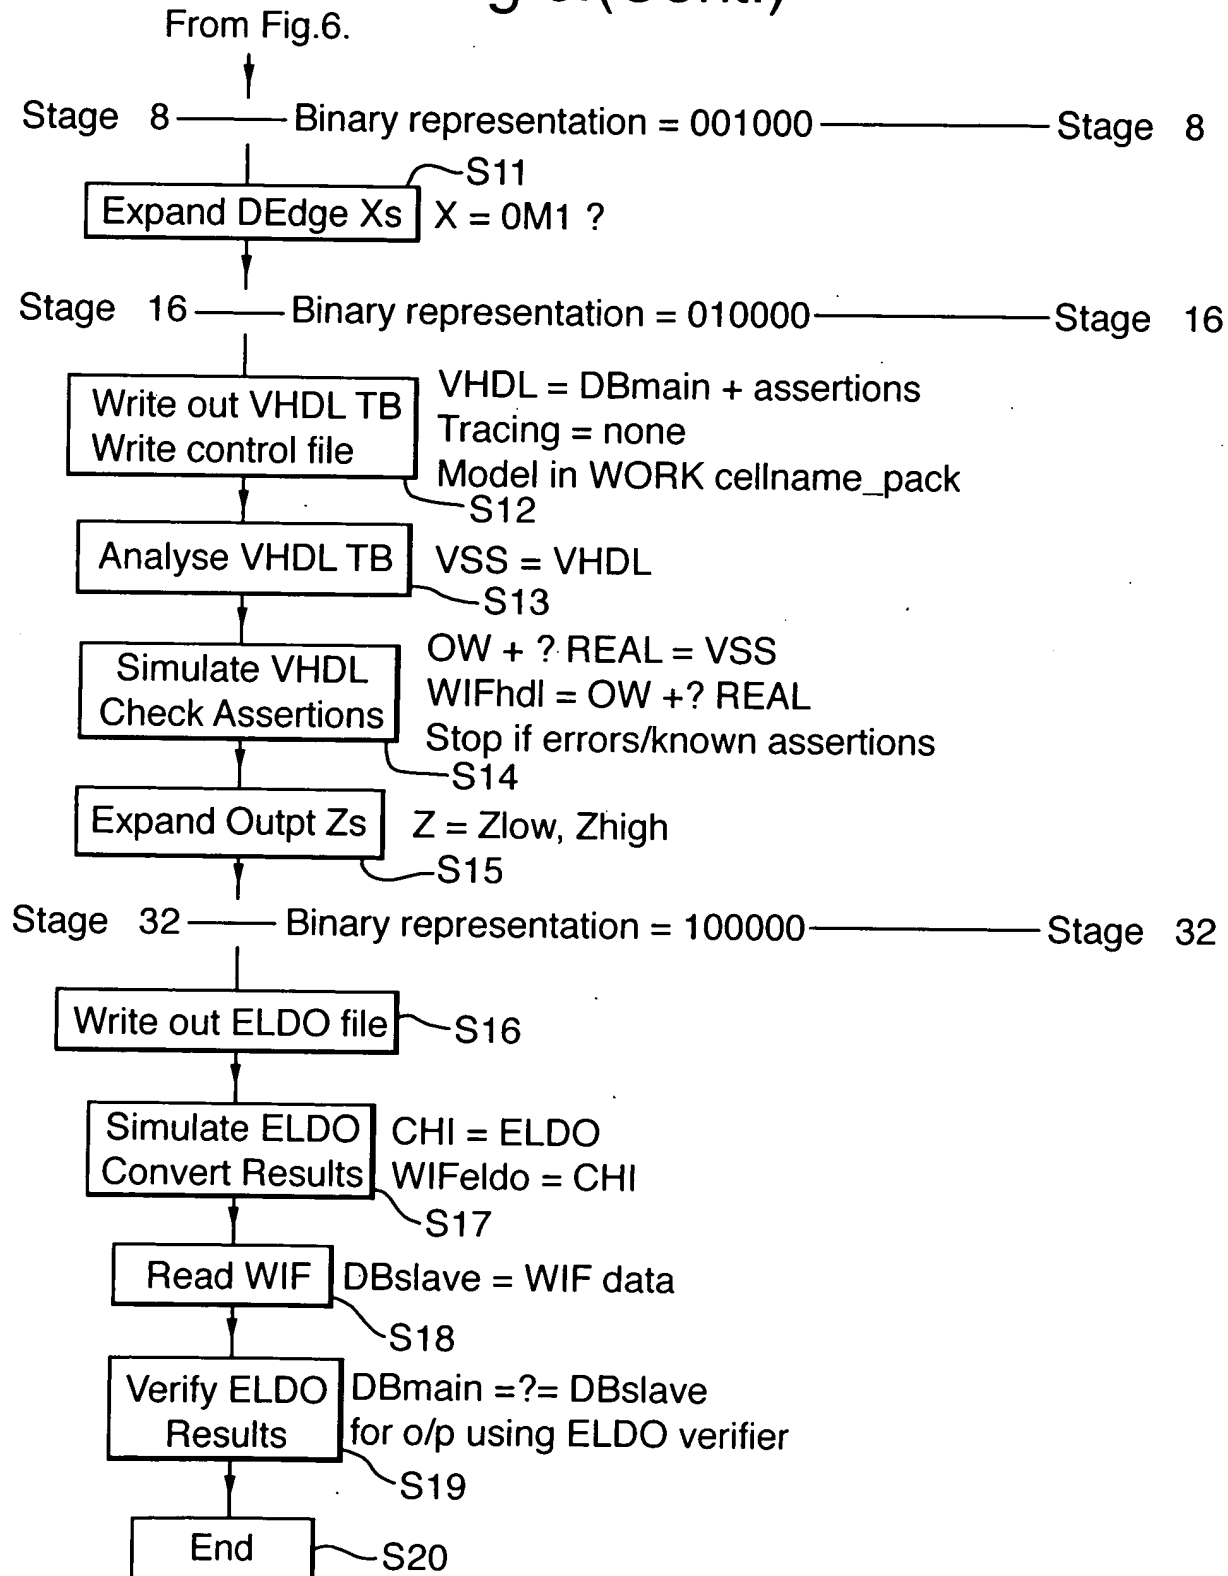 (Cont.)
From Fig.6.
Stage 8 Binary representation = 001000 Stage 8
S11
Expand DEdge Xs X = 0M1 ?
Stage 16 Binary representation = 010000 Stage 16
Write out VHDL TB
Write control file
VHDL = DBmain + assertions
Tracing = none
Model in WORK cellname_pack
S12
Analyse VHDL TB VSS = VHDL
S13
Simulate VHDL
Check Assertions
OW + ? REAL = VSS
WIFhdl = OW +? REAL
Stop if errors/known assertions
S14
Expand Outpt Zs Z = Zlow, Zhigh
S15
Stage 32 Binary representation = 100000 Stage 32
Write out ELDO file S16
Simulate ELDO
Convert Results
CHI = ELDO
WIFeldo = CHI
S17
Read WIF DBslave = WIF data
S18
Verify ELDO
Results
DBmain =?= DBslave
for o/p using ELDO verifier
S19
End S20